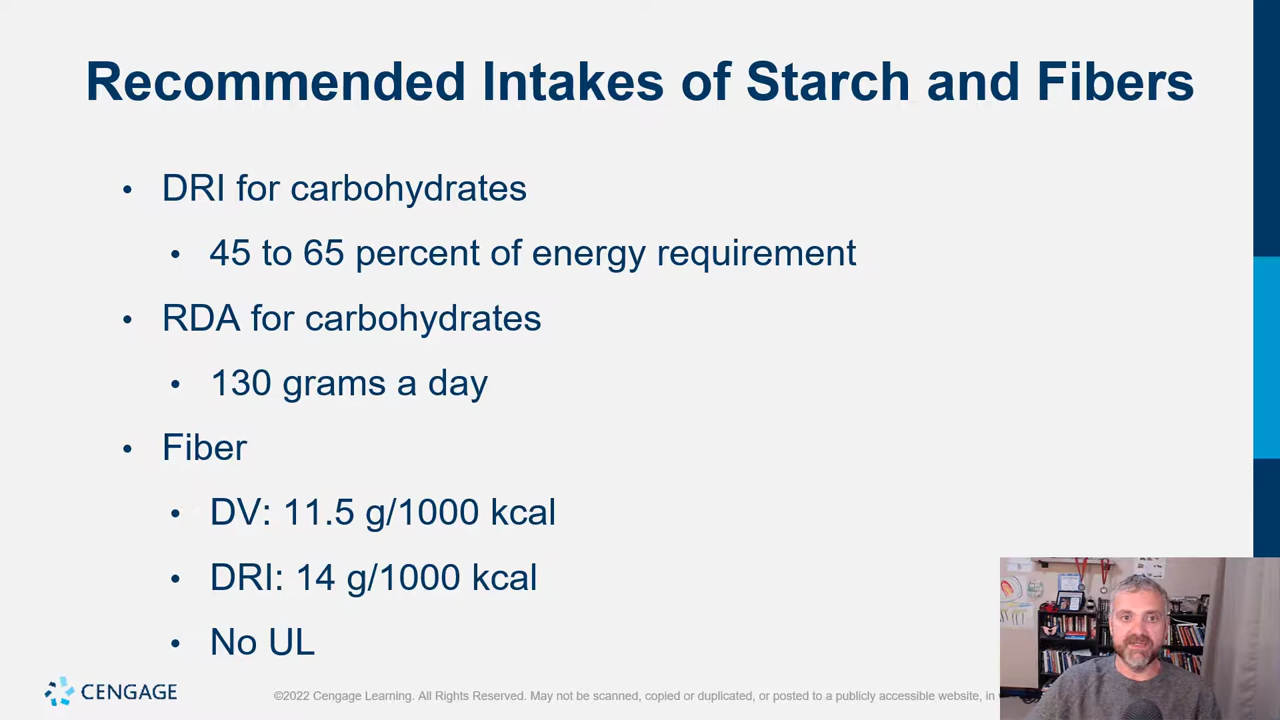 Recommended Intakes of Starch and Fibers
• DRI for carbohydrates
• 45 to 65 percent of energy requirement
• RDA for carbohydrates
• 130 grams a day
• Fiber
• DV: 11.5 g/1000 kcal
• DRI: 14 g/1000 kcal
• No UL
CENGAGE
©2022 Cengage Learning. All Rights Reserved. May not be scanned, copied or duplicated, or posted to a publicly accessible website, in